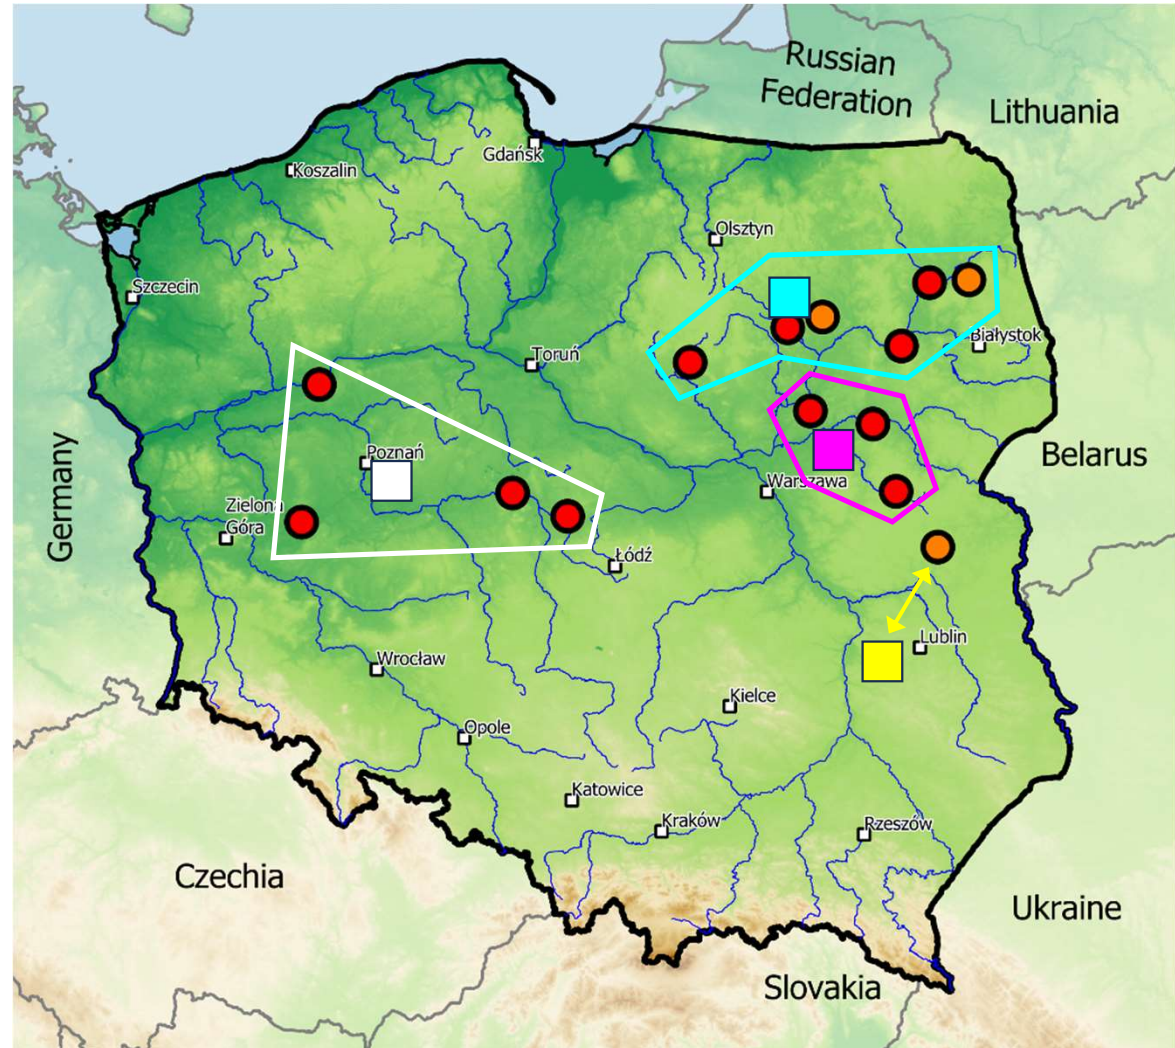 Russian
Federation
Lithuania
Gdańsk
Koszalin
Olsztyn
Szczecin
Białystok
Toruń
Germany
Belarus
Poznań
Warszawa
Zielona
Góra
Łódź
Lublin
Wrocław
Kielce
Opole
Katowice
Kraków
Rzeszów
Czechia
Ukraine
Slovakia